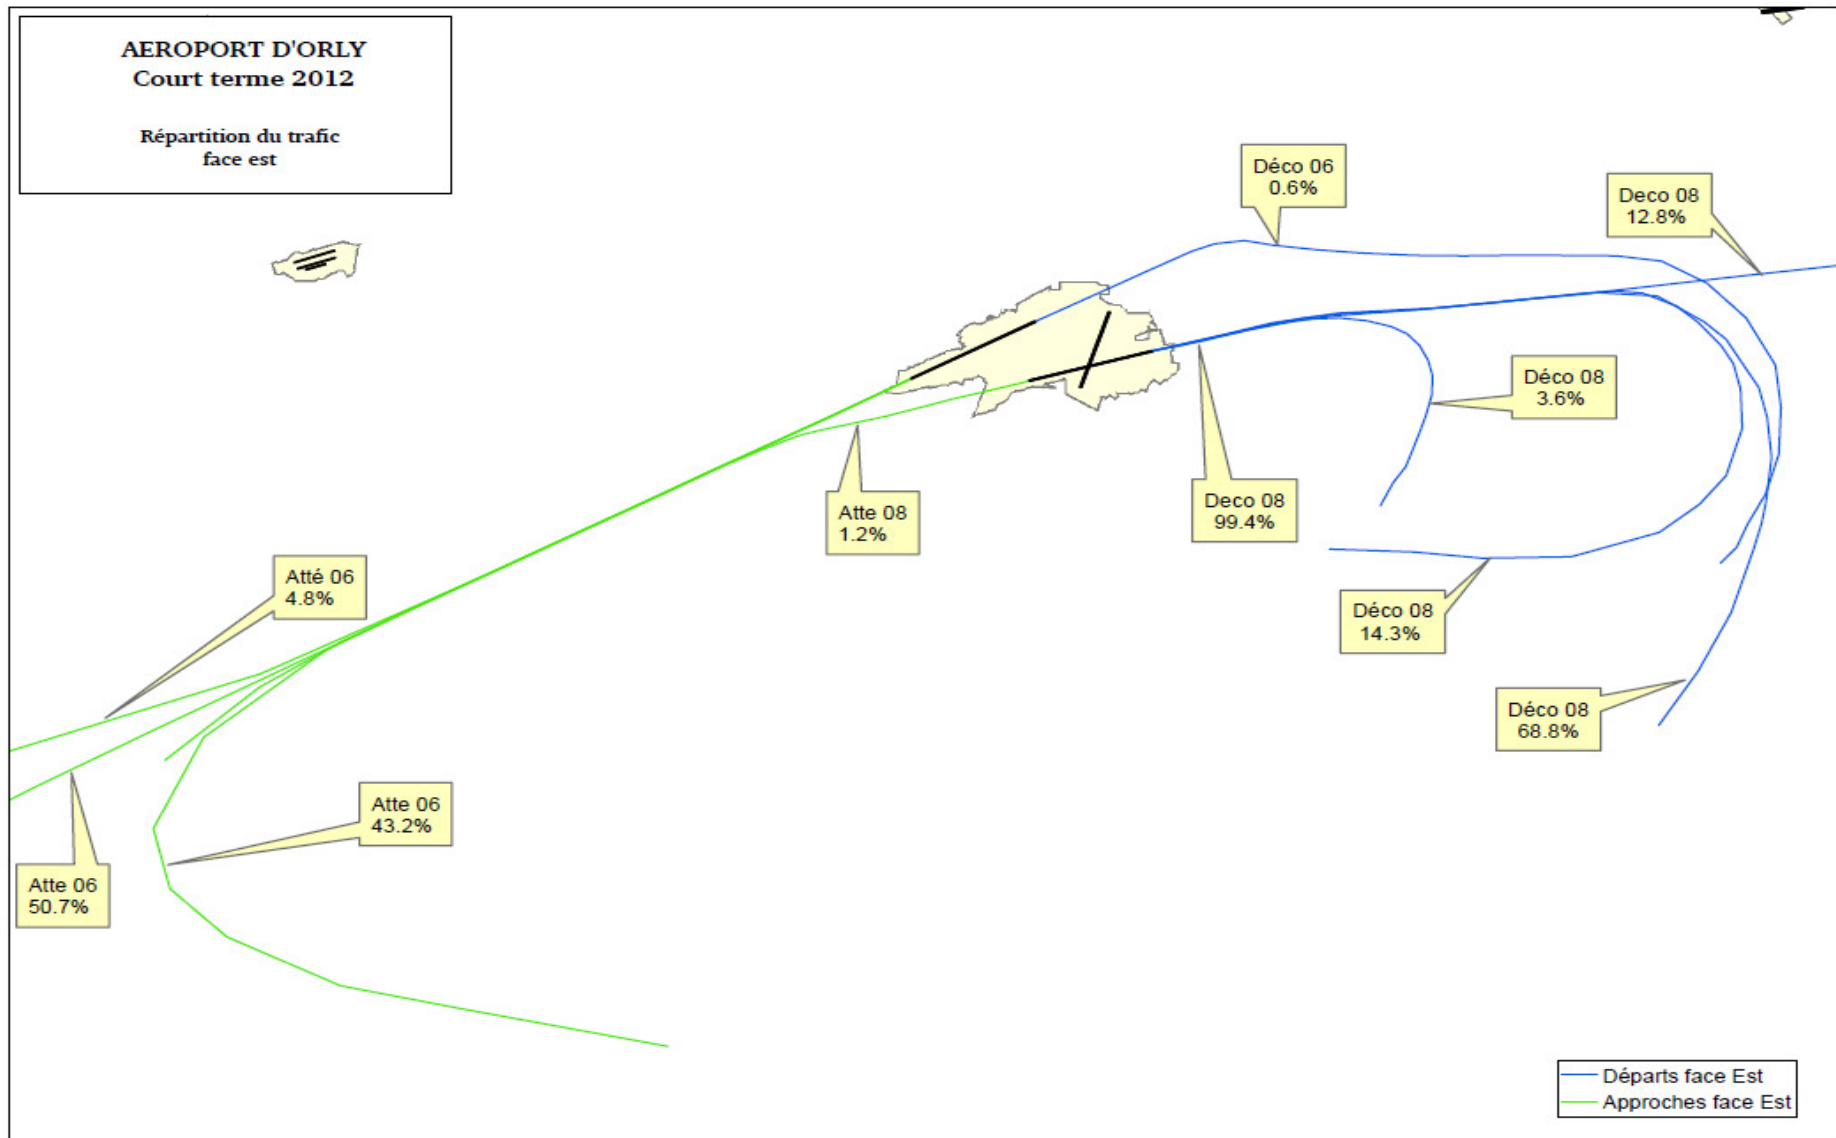 AEROPORT D'ORLY
Court terme 2012
Répartition du trafic
face est
Déco 06
0.6%
Deco 08
12.8%
Déco 08
3.6%
Deco 08
99.4%
Atte 08
1.2%
Atté 06
4.8%
Déco 08
14.3%
Déco 08
68.8%
Atte 06
43.2%
Atte 06
50.7%
Départs face Est
Approches face Est